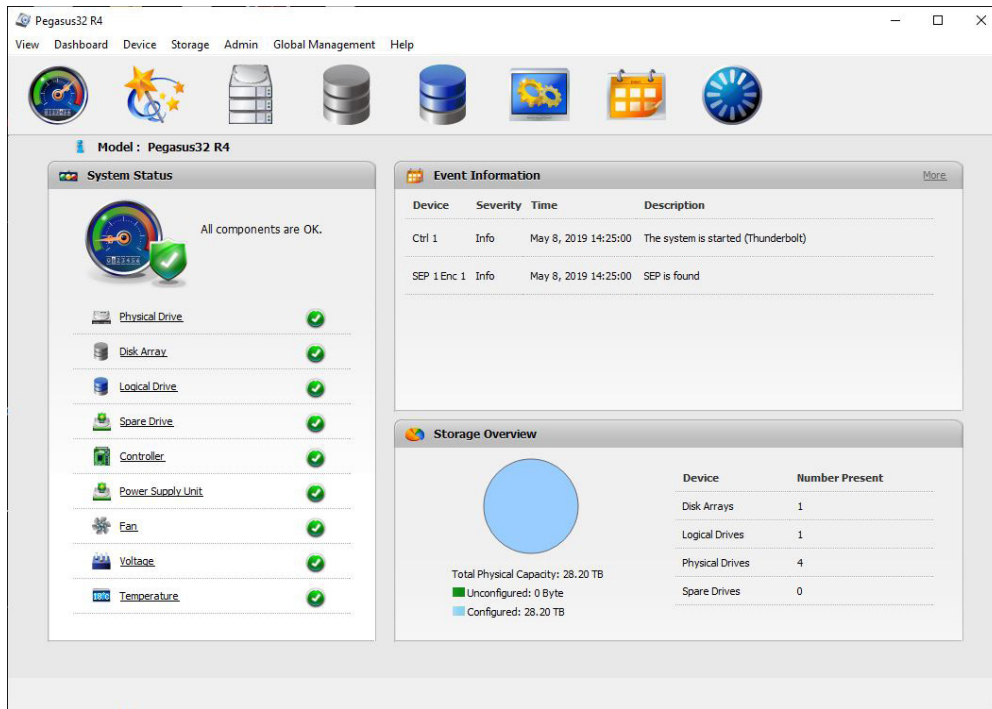 Pegasus32 R4
View Dashboard Device Storage Admin Global Management Help
Model : Pegasus32 R4
System Status
All components are OK.
Physical Drive
Disk Array
Logical Drive
Spare Drive
Controller
Power Supply Unit
Fan
Voltage
Temperature
Event Information More
Device Severity Time Description
Ctrl 1 Info May 8, 2019 14:25:00 The system is started (Thunderbolt)
SEP 1 Enc 1 Info May 8, 2019 14:25:00 SEP is found
Storage Overview
Total Physical Capacity: 28.20 TB
Unconfigured: 0 Byte
Configured: 28.20 TB
Device Number Present
Disk Arrays 1
Logical Drives 1
Physical Drives 4
Spare Drives 0